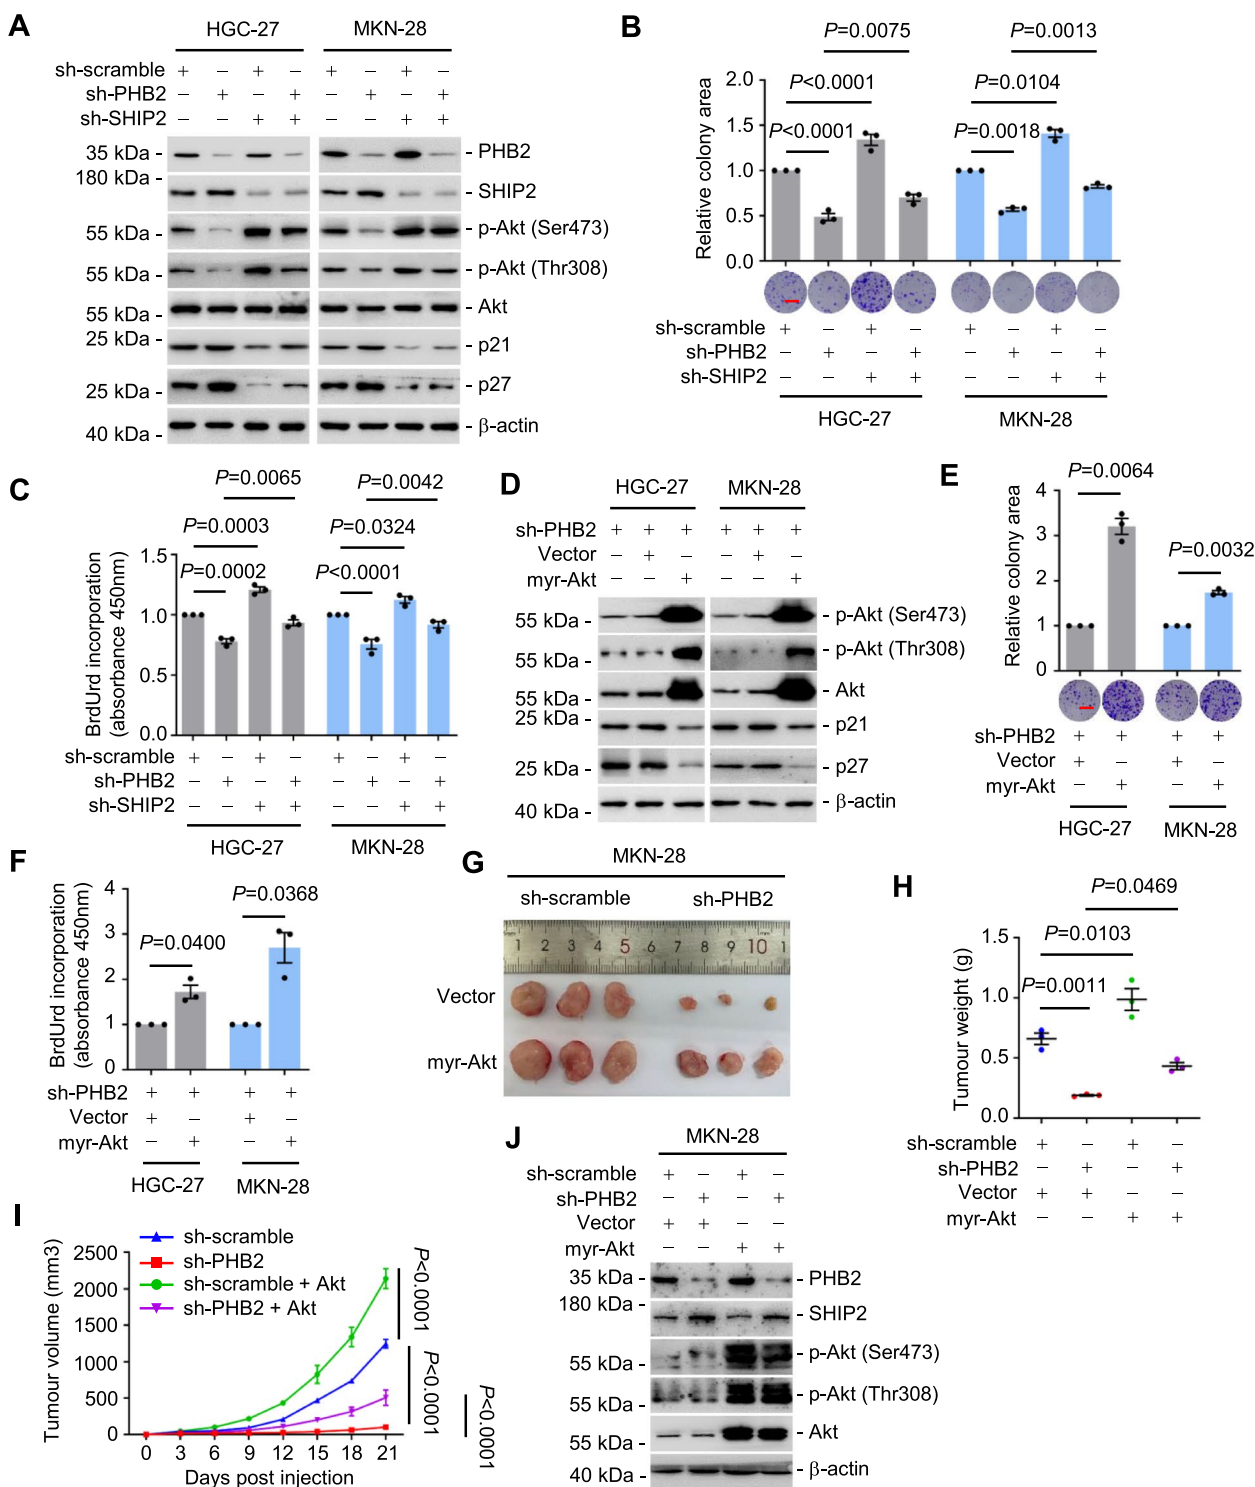 A
HGC-27 MKN-28
sh-scramble + – + – + – + –
sh-PHB2 – + – + – + – +
sh-SHIP2 – – + + – – + +
35 kDa - - PHB2
180 kDa -
- SHIP2
55 kDa - - p-Akt (Ser473)
55 kDa - - p-Akt (Thr308)
55 kDa - - Akt
25 kDa - - p21
25 kDa - - p27
40 kDa - - β-actin
B
P=0.0075 P=0.0013
P<0.0001 P=0.0104
P<0.0001 P=0.0018
Relative colony area
2.0
1.5
1.0
0.5
0.0
sh-scramble + – + – + – + –
sh-PHB2 – + – + – + – +
sh-SHIP2 – – + + – – + +
HGC-27 MKN-28
C
P=0.0065 P=0.0042
P=0.0003 P=0.0324
P=0.0002 P<0.0001
BrdUrd incorporation
(absorbance 450nm)
1.5
1.0
0.5
0.0
sh-scramble + – + – + – + –
sh-PHB2 – + – + – + – +
sh-SHIP2 – – + + – – + +
HGC-27 MKN-28
D
HGC-27 MKN-28
sh-PHB2 + + + + + +
Vector – + – – + –
myr-Akt – – + – – +
55 kDa - - p-Akt (Ser473)
55 kDa - - p-Akt (Thr308)
55 kDa - - Akt
25 kDa - - p21
25 kDa - - p27
40 kDa - - β-actin
E
P=0.0064
P=0.0032
Relative colony area
4
3
2
1
0
sh-PHB2 + + + +
Vector + – + –
myr-Akt – + – +
HGC-27 MKN-28
F
P=0.0368
P=0.0400
BrdUrd incorporation
(absorbance 450nm)
4
3
2
1
0
sh-PHB2 + + + +
Vector + – + –
myr-Akt – + – +
HGC-27 MKN-28
G
MKN-28
sh-scramble sh-PHB2
1 2 3 4 5 6 7 8 9 10 1
Vector
myr-Akt
H
P=0.0469
P=0.0103
P=0.0011
Tumour weight (g)
1.5
1.0
0.5
0.0
sh-scramble + – + –
sh-PHB2 – + – +
Vector + + – –
myr-Akt – – + +
I
sh-scramble
sh-PHB2
sh-scramble + Akt
sh-PHB2 + Akt
Tumour volume (mm3)
2500
2000
1500
1000
500
0
0 3 6 9 12 15 18 21
Days post injection
P<0.0001
P<0.0001
P<0.0001
J
MKN-28
sh-scramble + – + –
sh-PHB2 – + – +
Vector + + – –
myr-Akt – – + +
35 kDa - - PHB2
180 kDa -
- SHIP2
55 kDa - - p-Akt (Ser473)
55 kDa - - p-Akt (Thr308)
55 kDa - - Akt
40 kDa - - β-actin